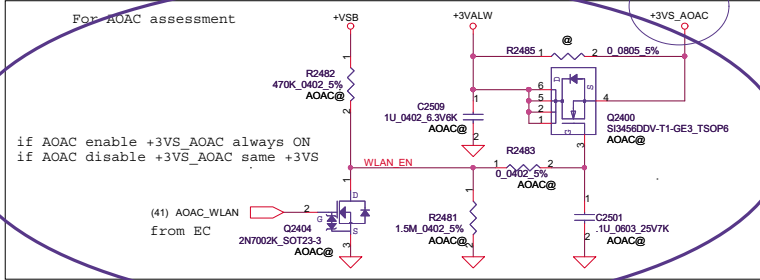 For AOAC assessment
+VSB
+3VALW
+3VS_AOAC
@
R2485 1 2 0_0805_5%
1
R2482
470K_0402_5%
AOAC@
2
1
C2509
1U_0402_6.3V6K
AOAC@
2
6
5
2
1
D
S
G
4
3
Q2400
SI3456DDV-T1-GE3_TSOP6
AOAC@
if AOAC enable +3VS_AOAC always ON
if AOAC disable +3VS_AOAC same +3VS
WLAN_EN
R2483
1 2
0_0402_5%
AOAC@
(41) AOAC_WLAN
from EC
2
1
D
G
S
3
Q2404
2N7002K_SOT23-3
AOAC@
1
R2481
1.5M_0402_5%
AOAC@
2
1
C2501
.1U_0603_25V7K
AOAC@
2